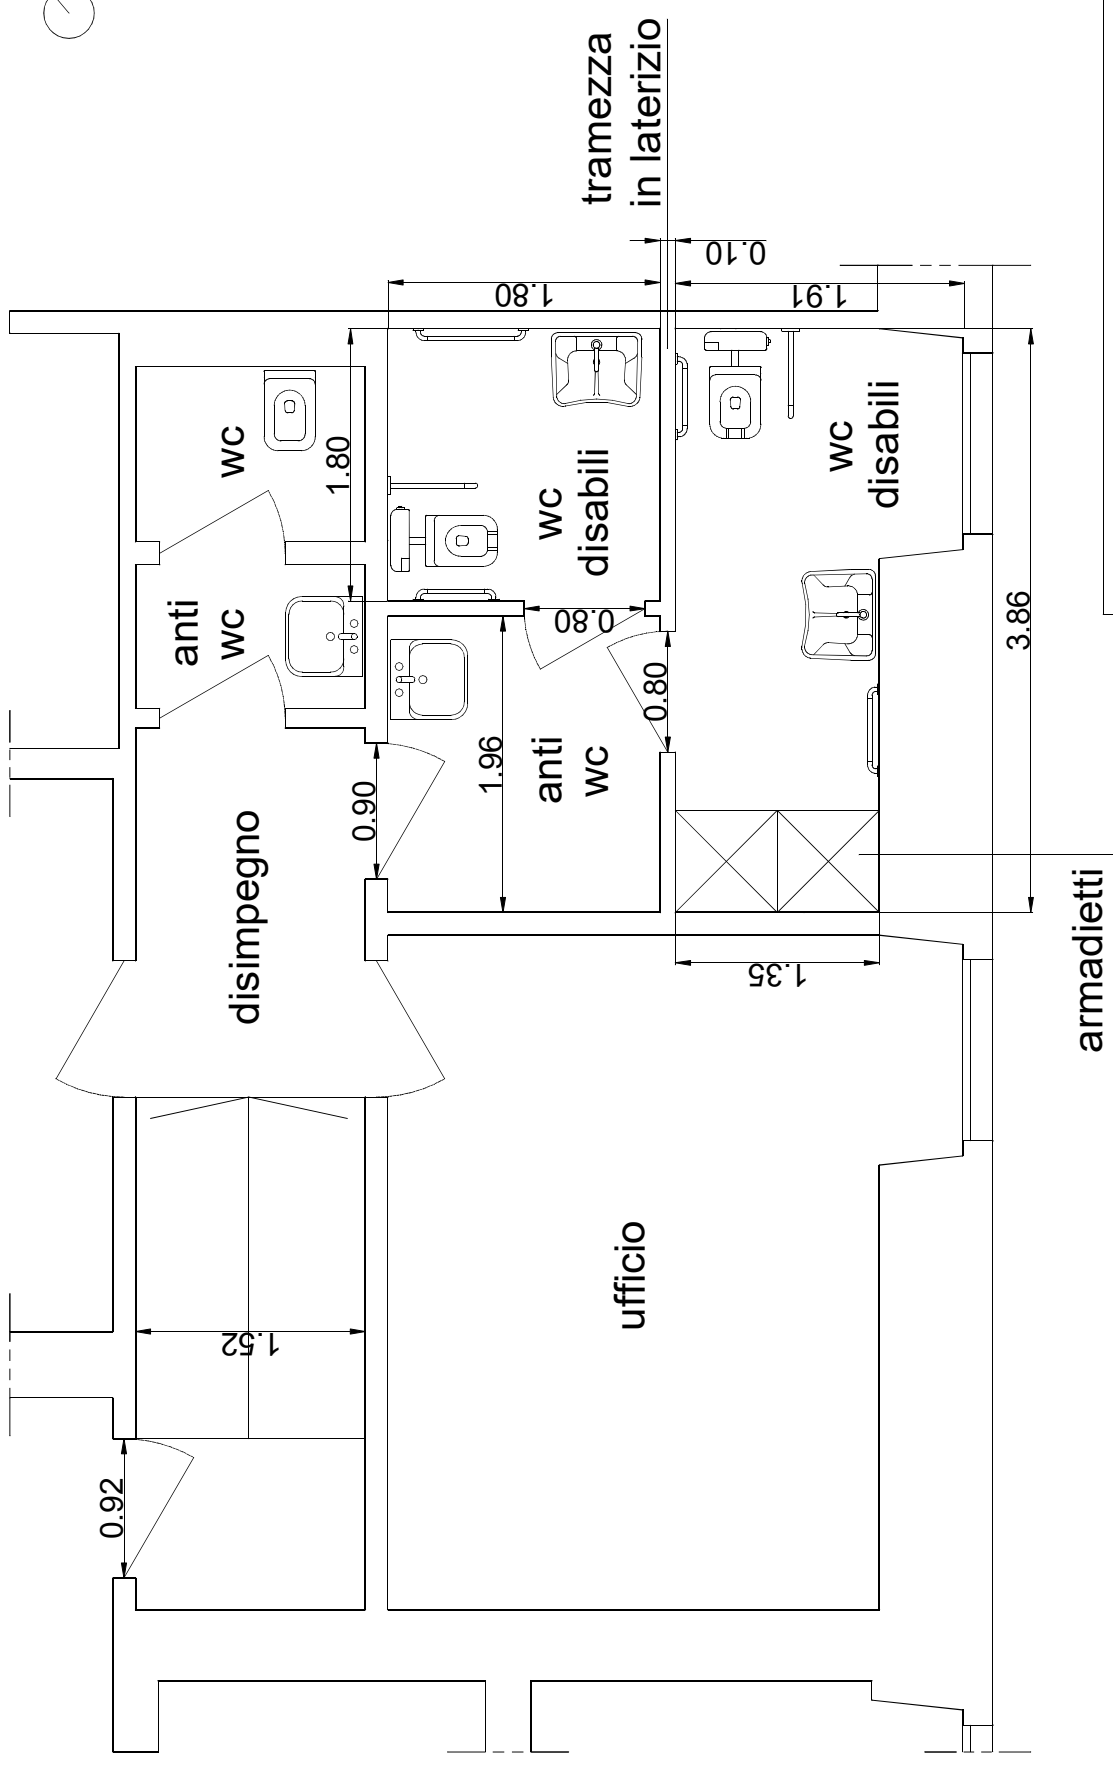 tramezza
in laterizio
0.10
1.80
1.91
wc
1.80
wc
disabili
wc
disabili
anti
wc
0.80
3.86
0.80
1.96
anti
wc
0.90
disimpegno
armadietti
1.35
ufficio
1.52
0.92